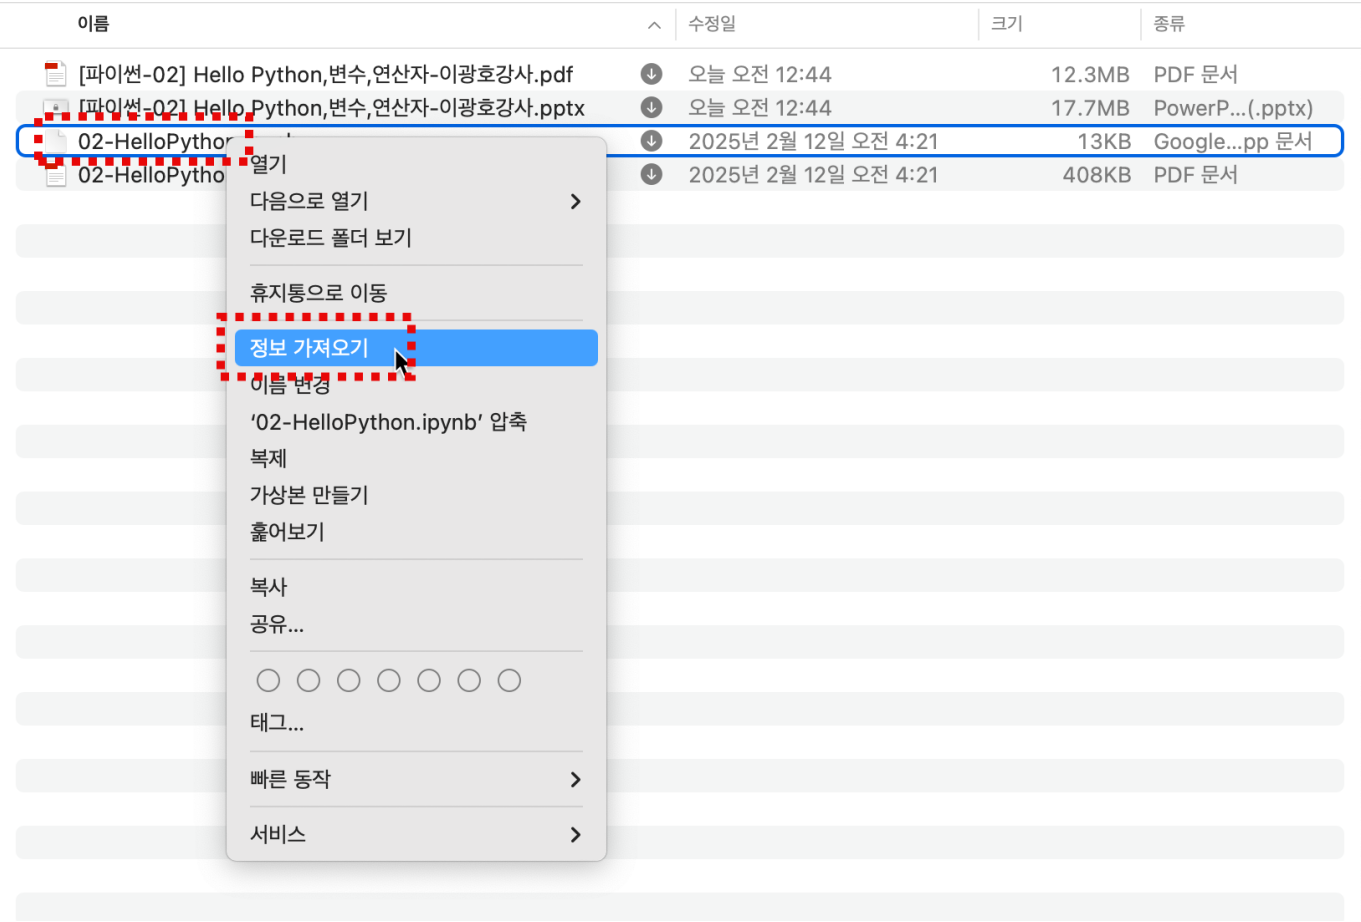 이름 수정일 크기 종류
[파이썬-02] Hello Python,변수,연산자-이광호강사.pdf 오늘 오전 12:44 12.3MB PDF 문서
[파이썬-02] Hello Python,변수,연산자-이광호강사.pptx 오늘 오전 12:44 17.7MB PowerP...(.pptx)
02-HelloPython 2025년 2월 12일 오전 4:21 13KB Google...pp 문서
02-HelloPytho 2025년 2월 12일 오전 4:21 408KB PDF 문서
열기
다음으로 열기
다운로드 폴더 보기
휴지통으로 이동
정보 가져오기
이름 변경
‘02-HelloPython.ipynb’ 압축
복제
가상본 만들기
훑어보기
복사
공유...
태그...
빠른 동작
서비스